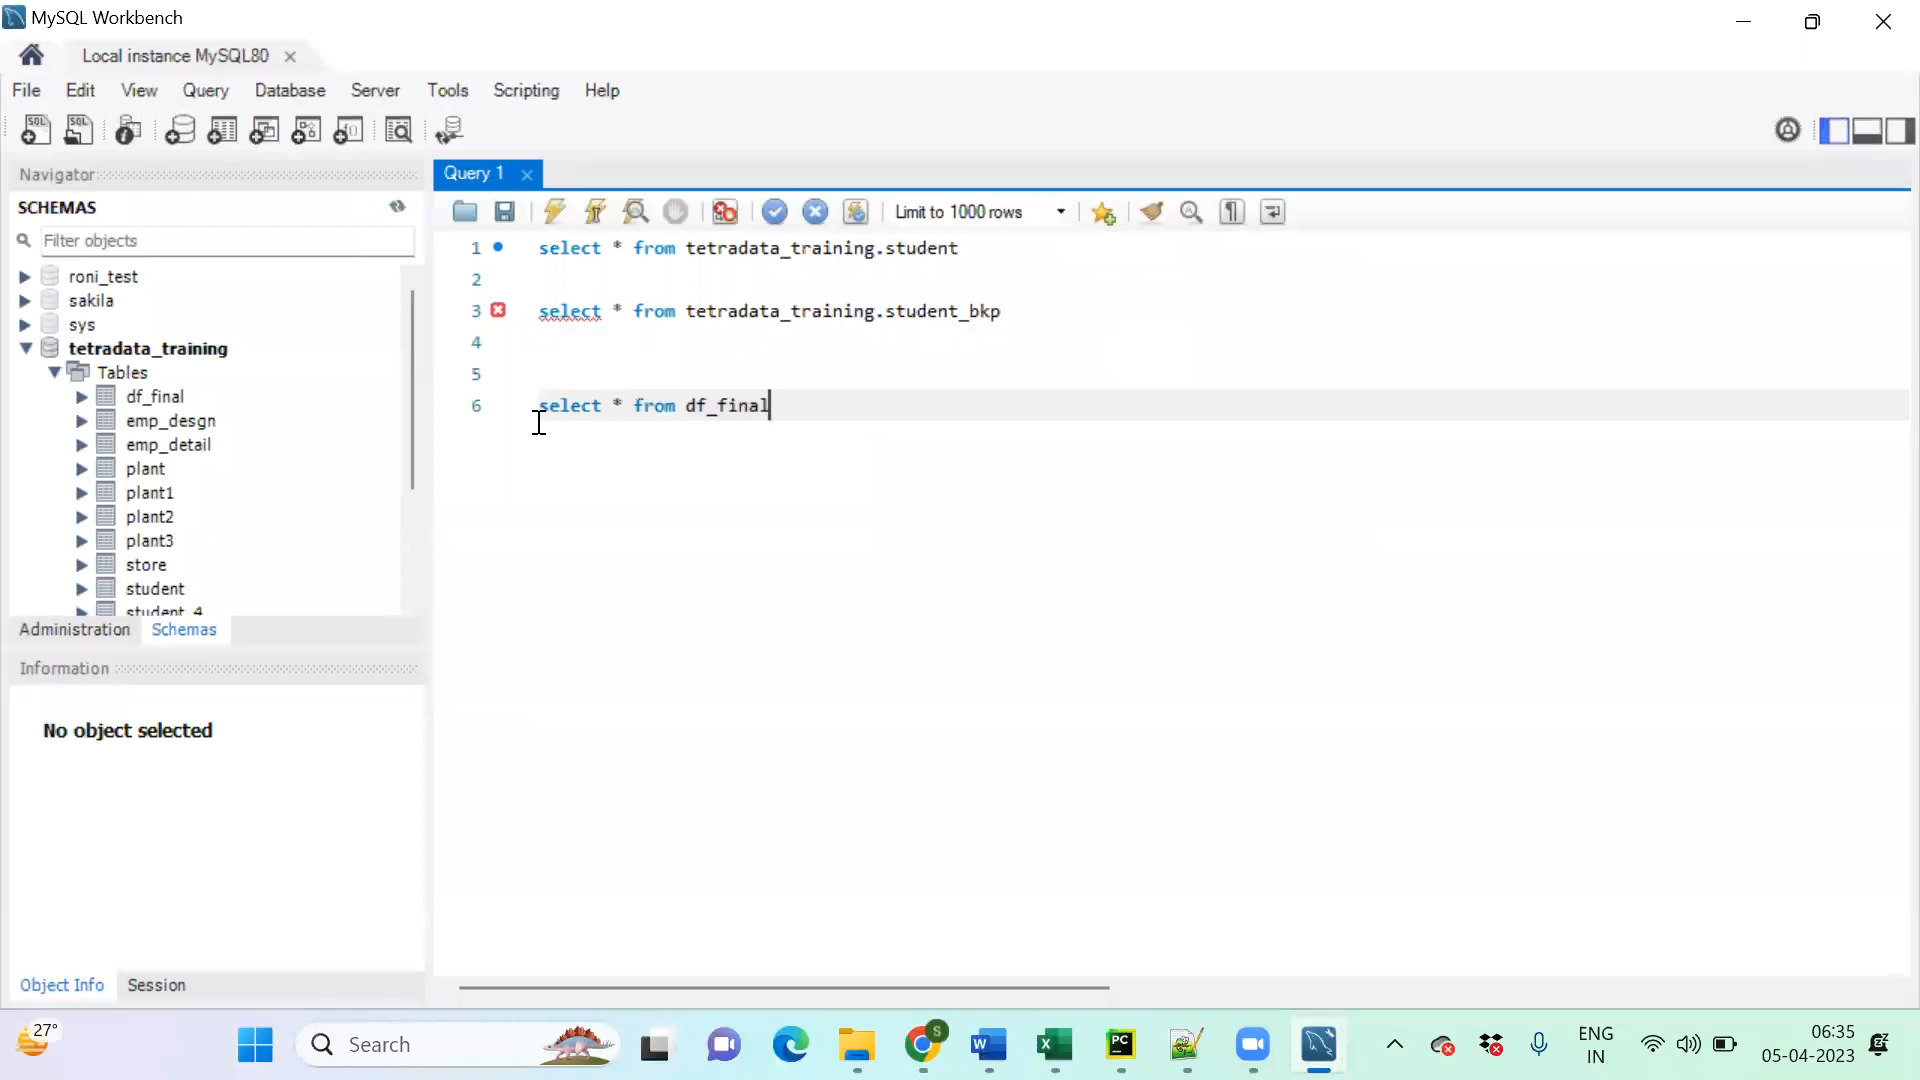 MySQL Workbench
Local instance MySQL80
File Edit View Query Database Server Tools Scripting Help
Navigator
SCHEMAS
Filter objects
roni_test
sakila
sys
tetradata_training
Tables
df_final
emp_desgn
emp_detail
plant
plant1
plant2
plant3
store
student
student_4
Administration Schemas
Information
No object selected
Object Info Session
Query 1
Limit to 1000 rows
1 select * from tetradata_training.student
2
3 select * from tetradata_training.student_bkp
4
5
6 select * from df_final
27°
Search
ENG
IN
06:35
05-04-2023